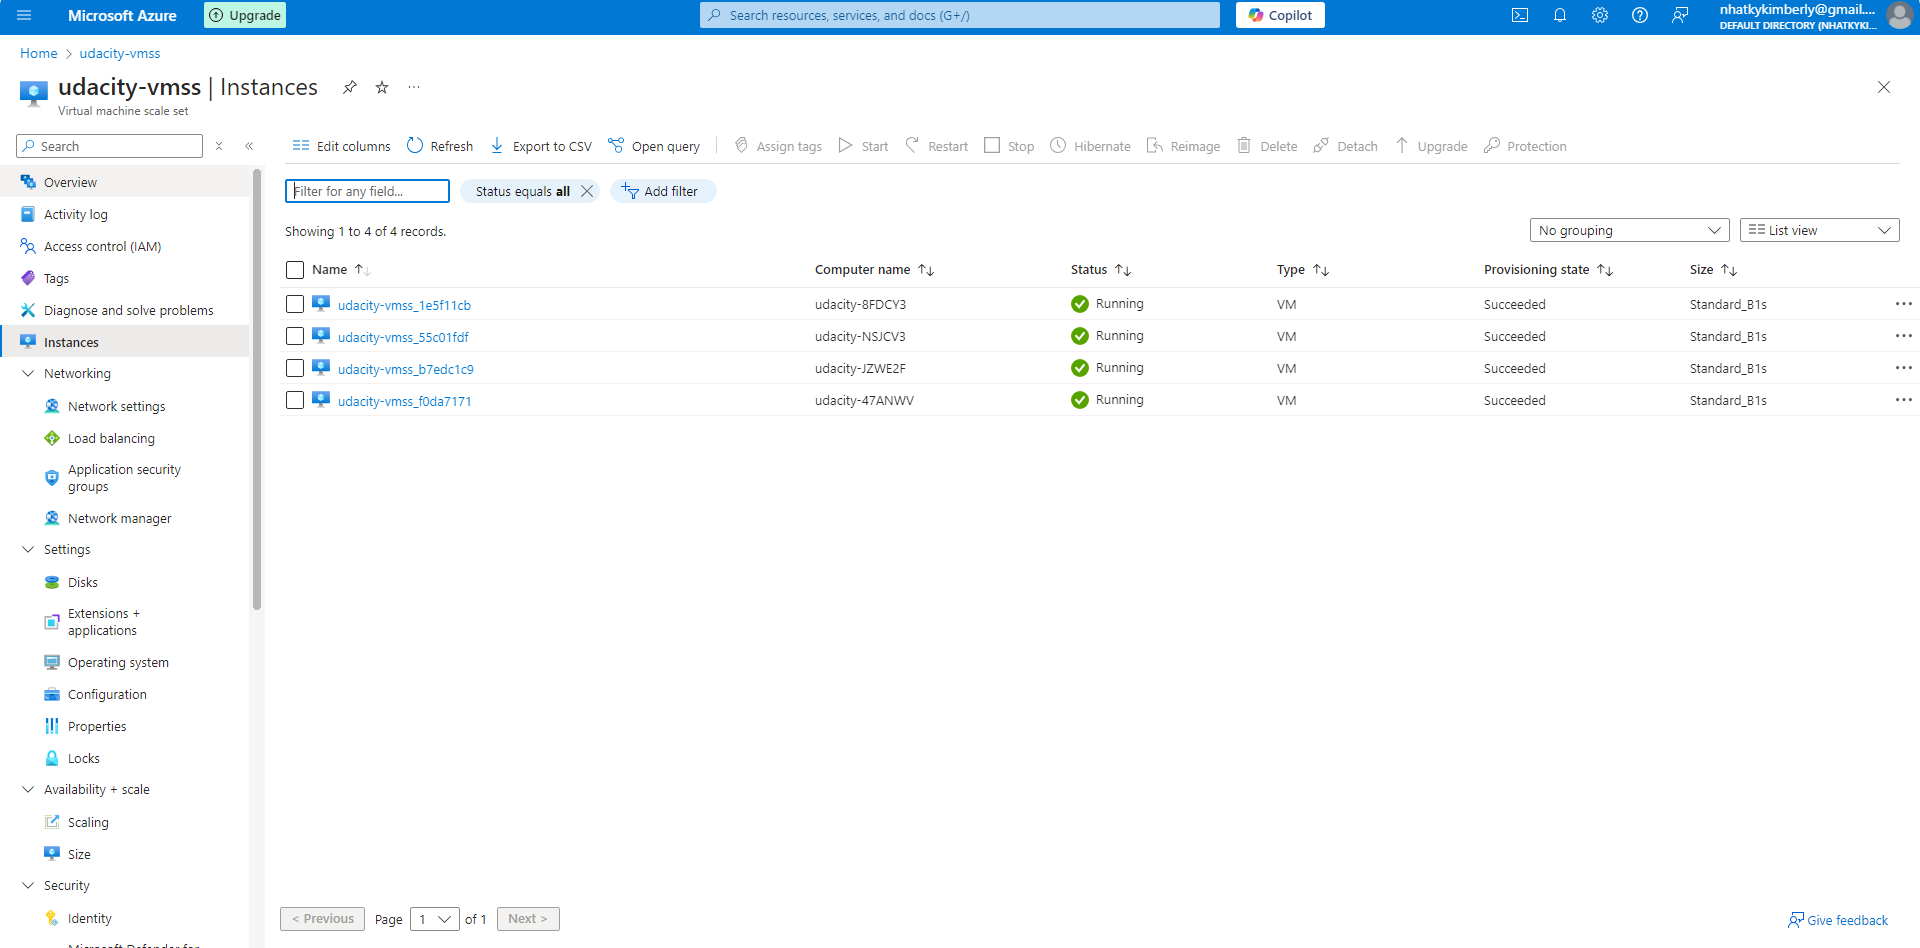 Microsoft Azure
Upgrade
Search resources, services, and docs (G+/)
Copilot
nhatkykimberly@gmail....
DEFAULT DIRECTORY (NHATKYKI...
Home > udacity-vmss
udacity-vmss | Instances
Virtual machine scale set
Search
Edit columns
Refresh
Export to CSV
Open query
Assign tags
Start
Restart
Stop
Hibernate
Reimage
Delete
Detach
Upgrade
Protection
Overview
Activity log
Access control (IAM)
Tags
Diagnose and solve problems
Instances
Networking
Network settings
Load balancing
Application security
groups
Network manager
Settings
Disks
Extensions +
applications
Operating system
Configuration
Properties
Locks
Availability + scale
Scaling
Size
Security
Identity
Microsoft Defender for
Filter for any field...
Status equals all
Add filter
Showing 1 to 4 of 4 records.
No grouping
List view
Name Computer name Status Type Provisioning state Size
udacity-vmss_1e5f11cb udacity-8FDCY3 Running VM Succeeded Standard_B1s
udacity-vmss_55c01fdf udacity-NSJCV3 Running VM Succeeded Standard_B1s
udacity-vmss_b7edc1c9 udacity-JZWE2F Running VM Succeeded Standard_B1s
udacity-vmss_f0da7171 udacity-47ANWV Running VM Succeeded Standard_B1s
< Previous Page 1 of 1 Next >
Give feedback